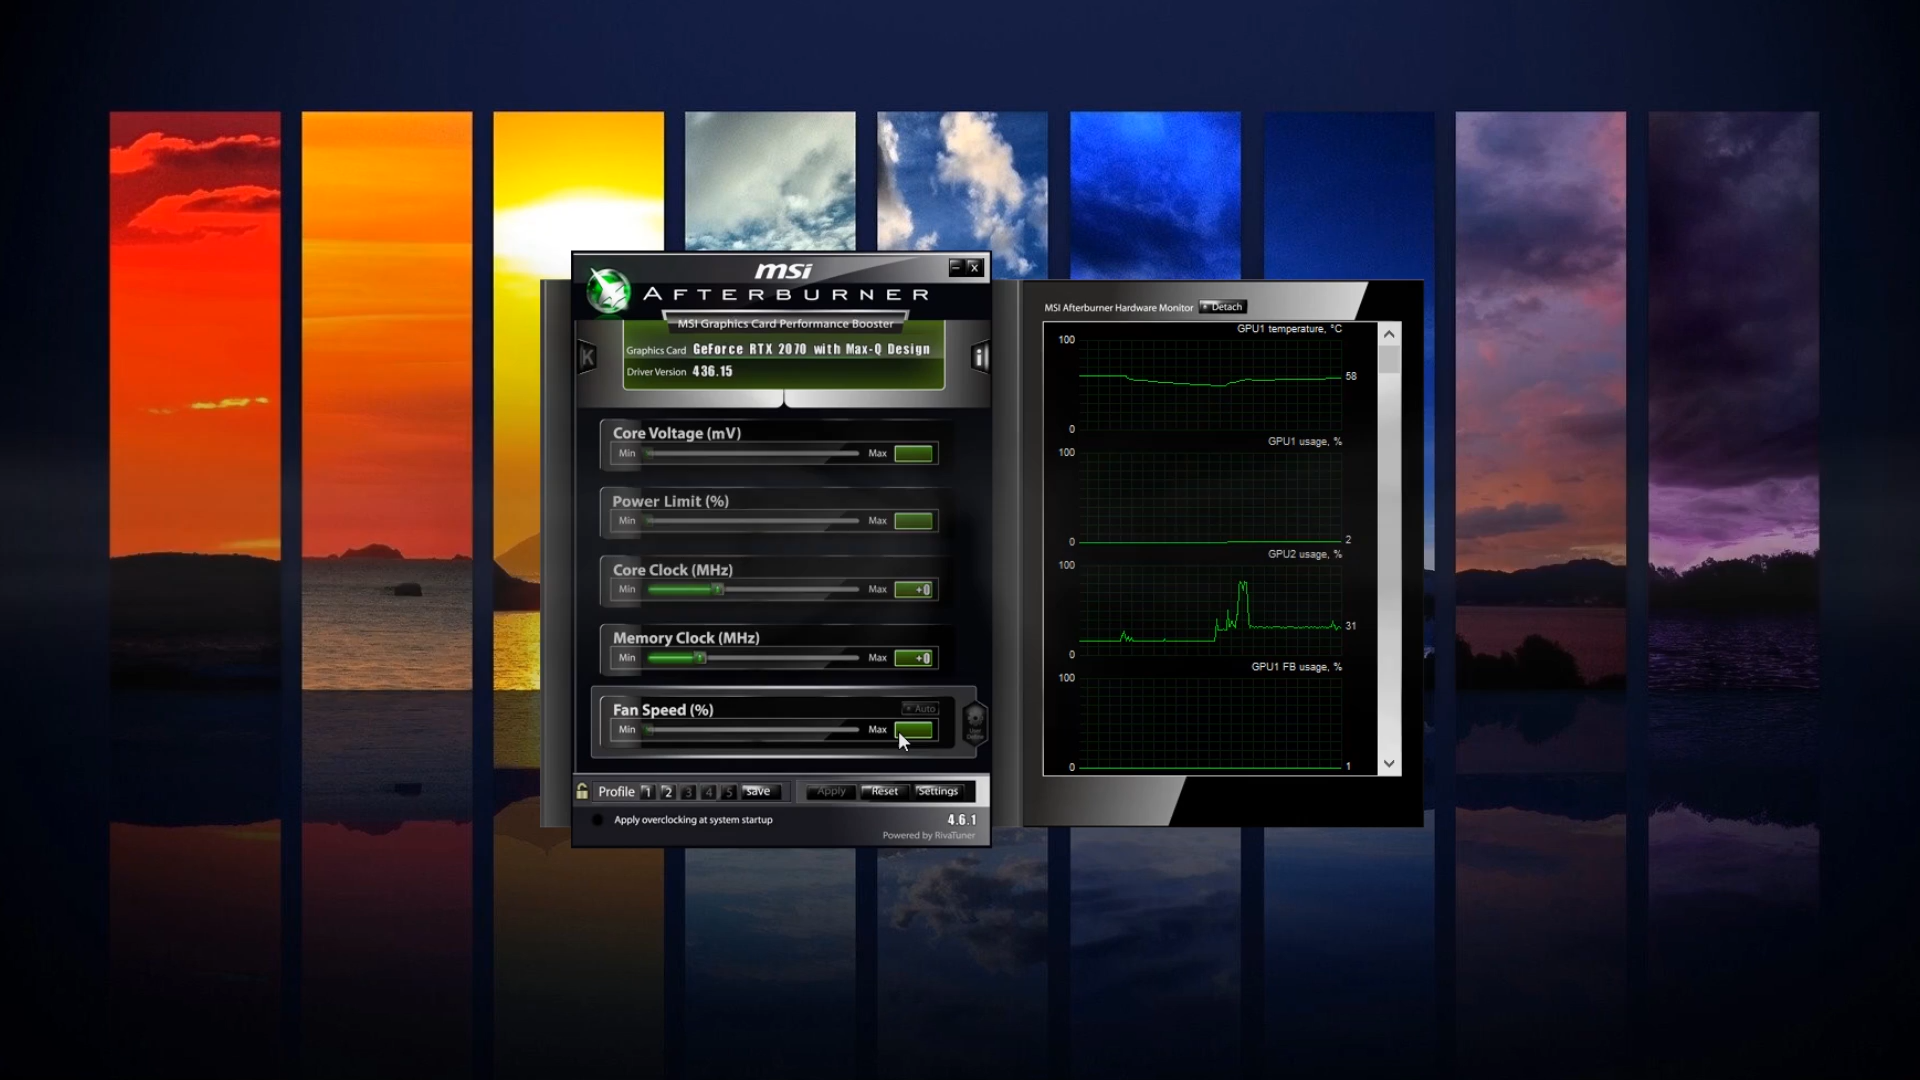 msi
AFTERBURNER
MSI Graphics Card Performance Booster
K
i
Graphics Card GeForce RTX 2070 with Max-Q Design
Driver Version 436.15
Core Voltage (mV)
Min Max
Power Limit (%)
Min Max
Core Clock (MHz)
Min Max +0
Memory Clock (MHz)
Min Max +0
Fan Speed (%) Auto
Min Max
User Define
Profile 1 2 3 4 5 save Apply Reset Settings
Apply overclocking at system startup 4.6.1
Powered by RivaTuner
MSI Afterburner Hardware Monitor Detach
GPU1 temperature, °C
100
58
0
GPU1 usage, %
100
0 2
GPU2 usage, %
100
31
0
GPU1 FB usage, %
100
0 1